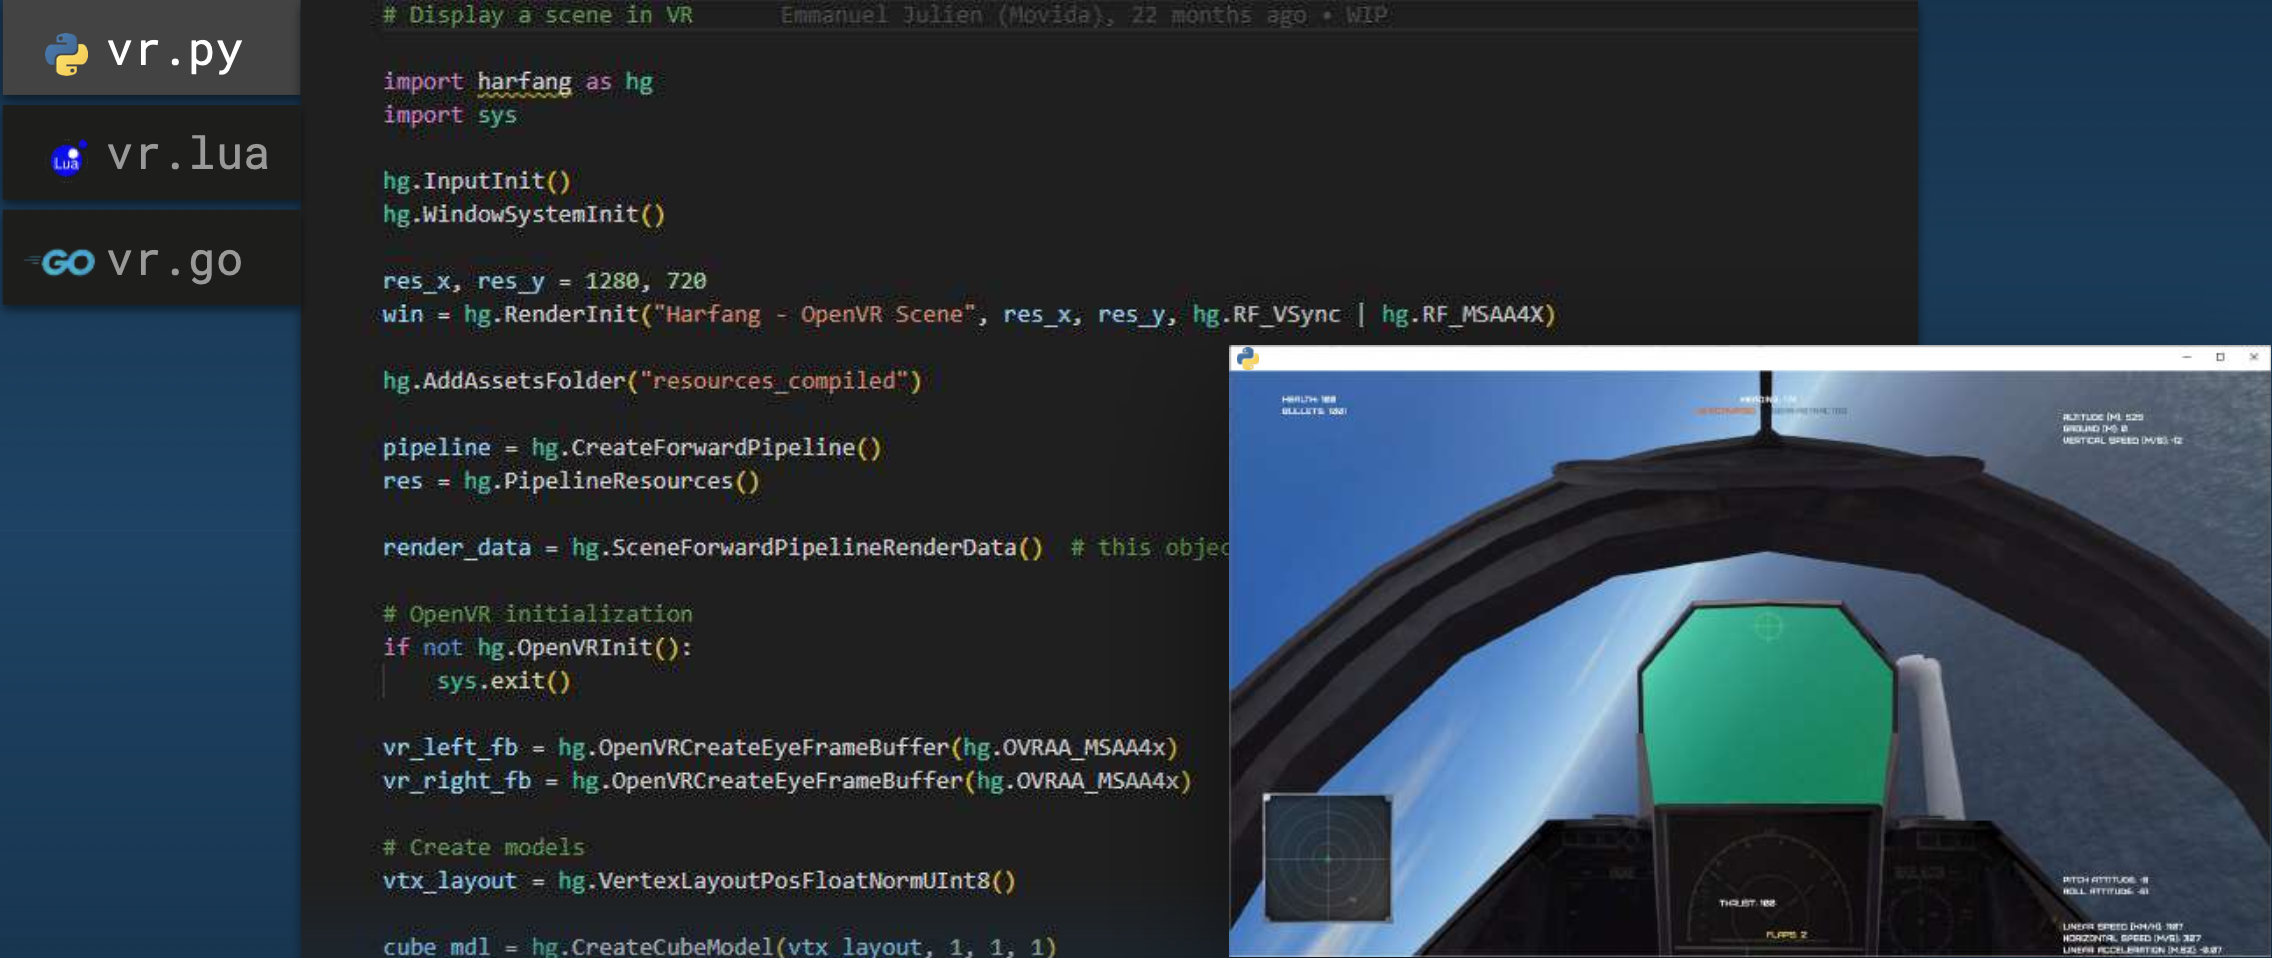 vr.py
Lua vr.lua
GO vr.go
# Display a scene in VR Emmanuel Julien (Movida), 22 months ago • WIP
import harfang as hg
import sys
hg.InputInit()
hg.WindowSystemInit()
res_x, res_y = 1280, 720
win = hg.RenderInit("Harfang - OpenVR Scene", res_x, res_y, hg.RF_VSync | hg.RF_MSAA4X)
hg.AddAssetsFolder("resources_compiled")
pipeline = hg.CreateForwardPipeline()
res = hg.PipelineResources()
render_data = hg.SceneForwardPipelineRenderData() # this objec
# OpenVR initialization
if not hg.OpenVRInit():
sys.exit()
vr_left_fb = hg.OpenVRCreateEyeFrameBuffer(hg.OVRAA_MSAA4x)
vr_right_fb = hg.OpenVRCreateEyeFrameBuffer(hg.OVRAA_MSAA4x)
# Create models
vtx_layout = hg.VertexLayoutPosFloatNormUInt8()
cube_mdl = hg.CreateCubeModel(vtx_layout, 1, 1, 1)
HEALTH: 100
BULLETS: 1001
ALTITUDE (M): 525
GROUND (M): 0
VERTICAL SPEED (M/S): -12
THRUST: 100
FLAPS: 2
PITCH ATTITUDE:
ROLL ATTITUDE:
LINEAR SPEED (KM/H): 1107
HORIZONTAL SPEED (M/S): 307
LINEAR ACCELERATION (M.S2): -0.07